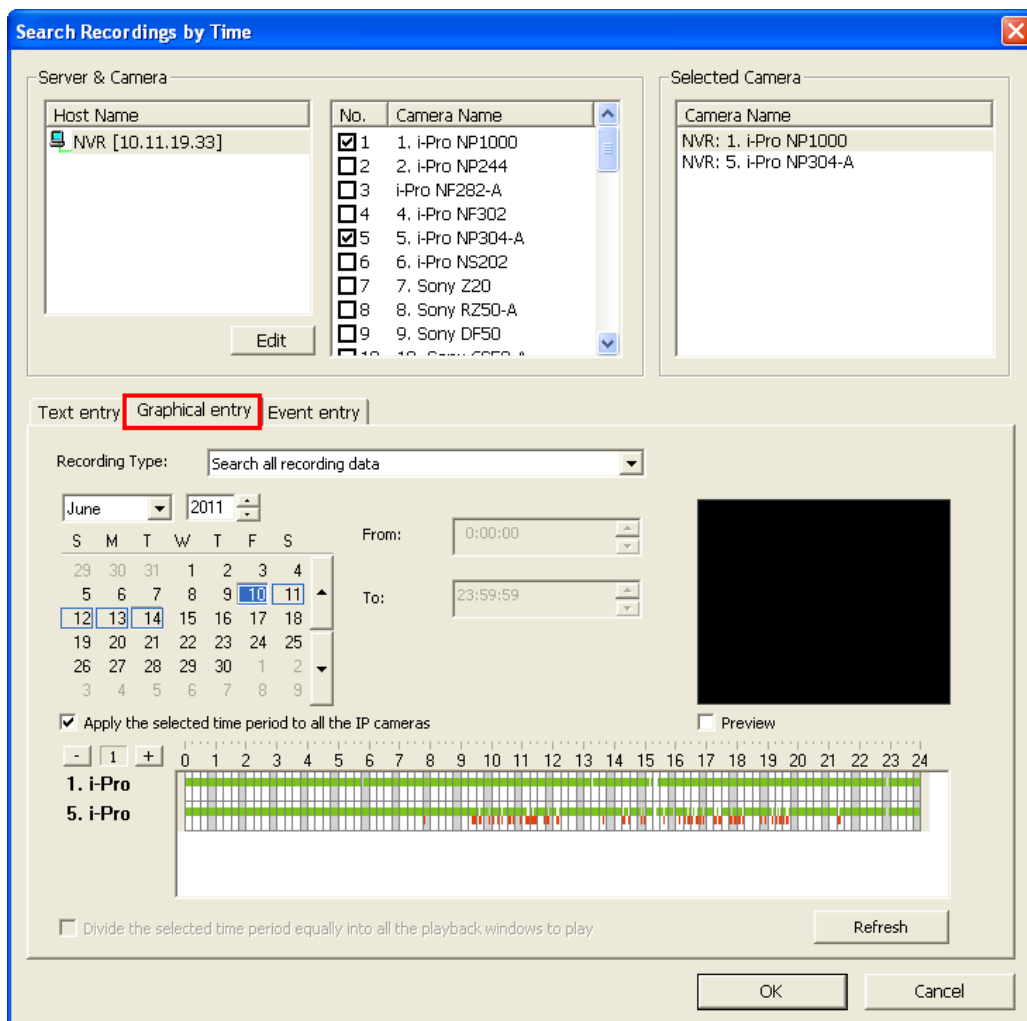 Search Recordings by Time
Server & Camera
Host Name
NVR [10.11.19.33]
Edit
No. Camera Name
1 1. i-Pro NP1000
2 2. i-Pro NP244
3 i-Pro NF282-A
4 4. i-Pro NF302
5 5. i-Pro NP304-A
6 6. i-Pro NS202
7 7. Sony Z20
8 8. Sony RZ50-A
9 9. Sony DF50
Selected Camera
Camera Name
NVR: 1. i-Pro NP1000
NVR: 5. i-Pro NP304-A
Text entry Graphical entry Event entry
Recording Type: Search all recording data
June 2011
S M T W T F S
29 30 31 1 2 3 4
5 6 7 8 9 10 11
12 13 14 15 16 17 18
19 20 21 22 23 24 25
26 27 28 29 30 1 2
3 4 5 6 7 8 9
From: 0:00:00
To: 23:59:59
Apply the selected time period to all the IP cameras
Preview
- 1 + 0 1 2 3 4 5 6 7 8 9 10 11 12 13 14 15 16 17 18 19 20 21 22 23 24
1. i-Pro
5. i-Pro
Divide the selected time period equally into all the playback windows to play
Refresh
OK Cancel